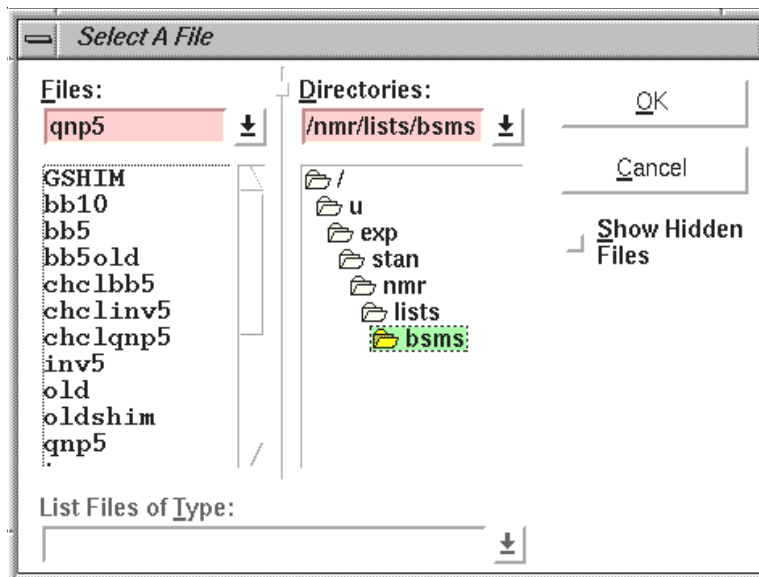 Select A File
Files:
qnp5
GSHIM
bb10
bb5
bb5old
chclbb5
chclinv5
chclqnp5
inv5
old
oldshim
qnp5
Directories:
/nmr/lists/bsms
/
u
exp
stan
nmr
lists
bsms
OK
Cancel
Show Hidden
Files
List Files of Type: